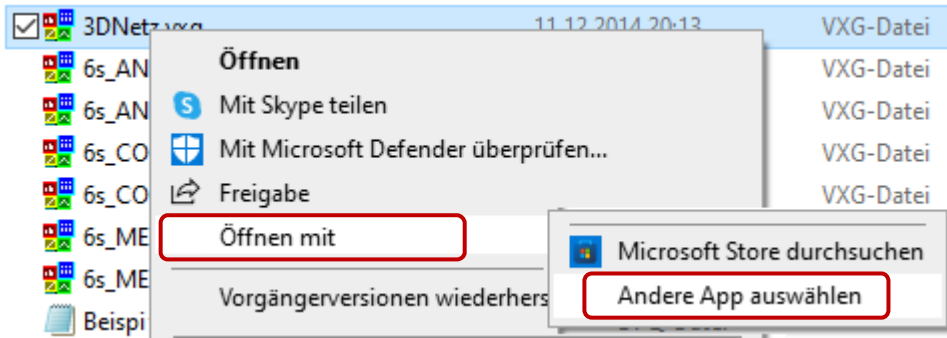 3DNetz.vxg 11.12.2014 20:13 VXG-Datei
Öffnen
6s_AN VXG-Datei
Mit Skype teilen
6s_AN VXG-Datei
Mit Microsoft Defender überprüfen...
6s_CO VXG-Datei
Freigabe
6s_CO VXG-Datei
Öffnen mit
6s_ME
Microsoft Store durchsuchen
6s_ME
Vorgängerversionen wiederhers
Andere App auswählen
Beispi